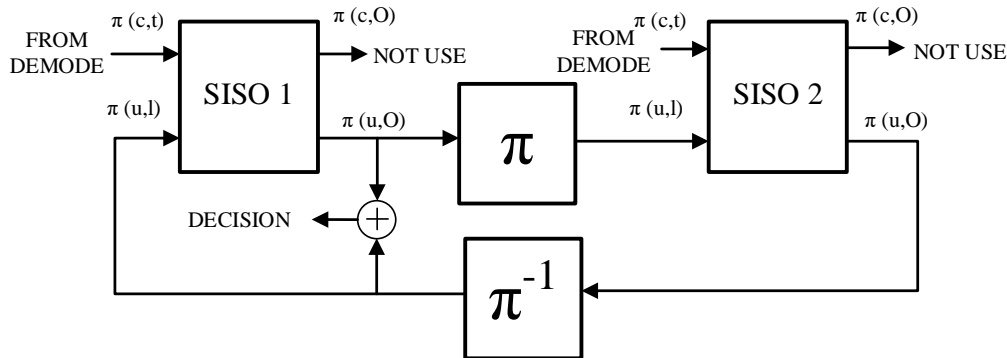 π (c,t)
FROM
DEMODE
π (c,O)
NOT USE
SISO 1
π (u,l)
π (u,O)
π
π (c,t)
FROM
DEMODE
π (c,O)
NOT USE
SISO 2
π (u,l)
π (u,O)
DECISION
π-1